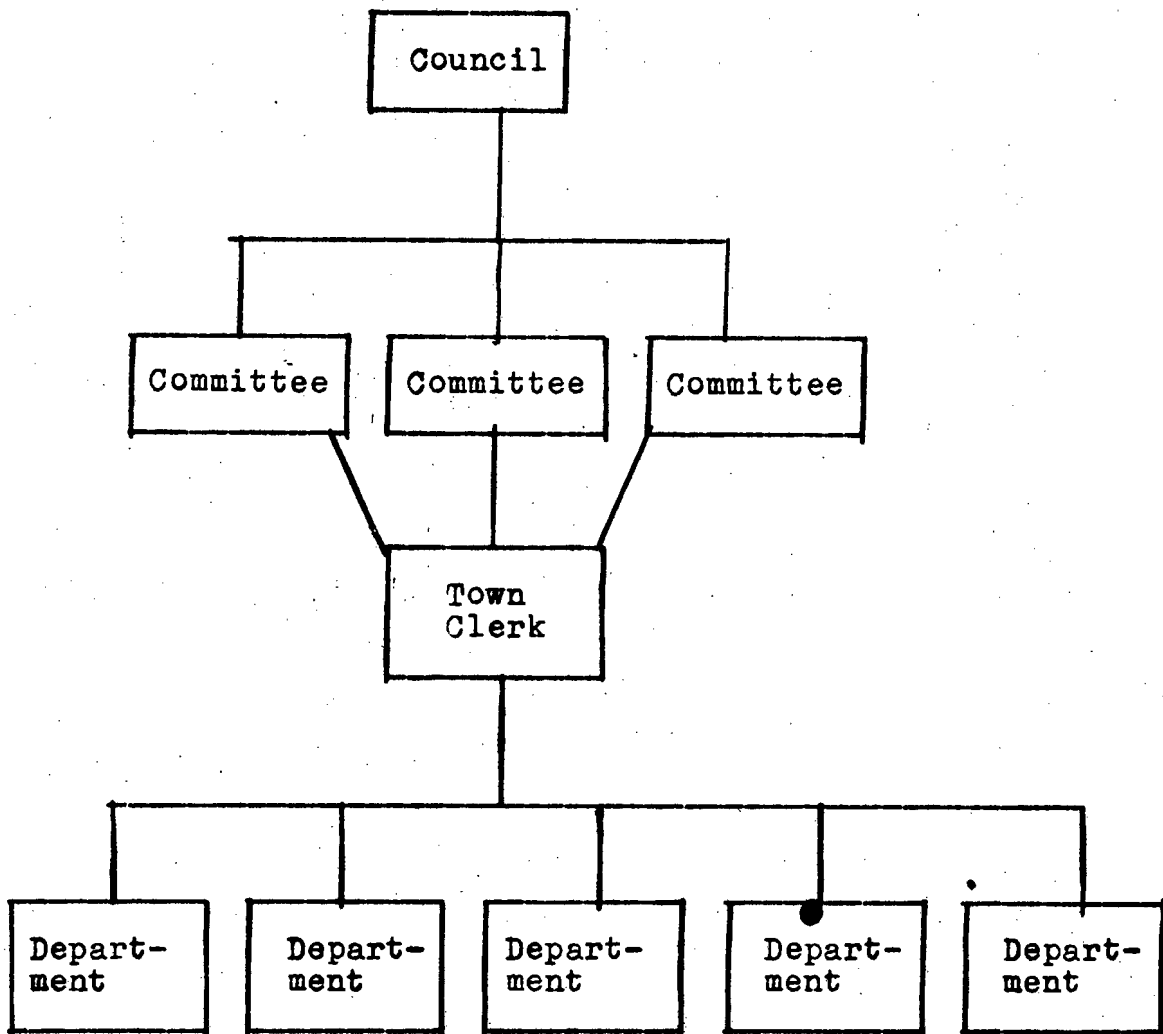 Council
Committee
Committee
Committee
Town
Clerk
Depart-
ment
Depart-
ment
Depart-
ment
Depart-
ment
Depart-
ment